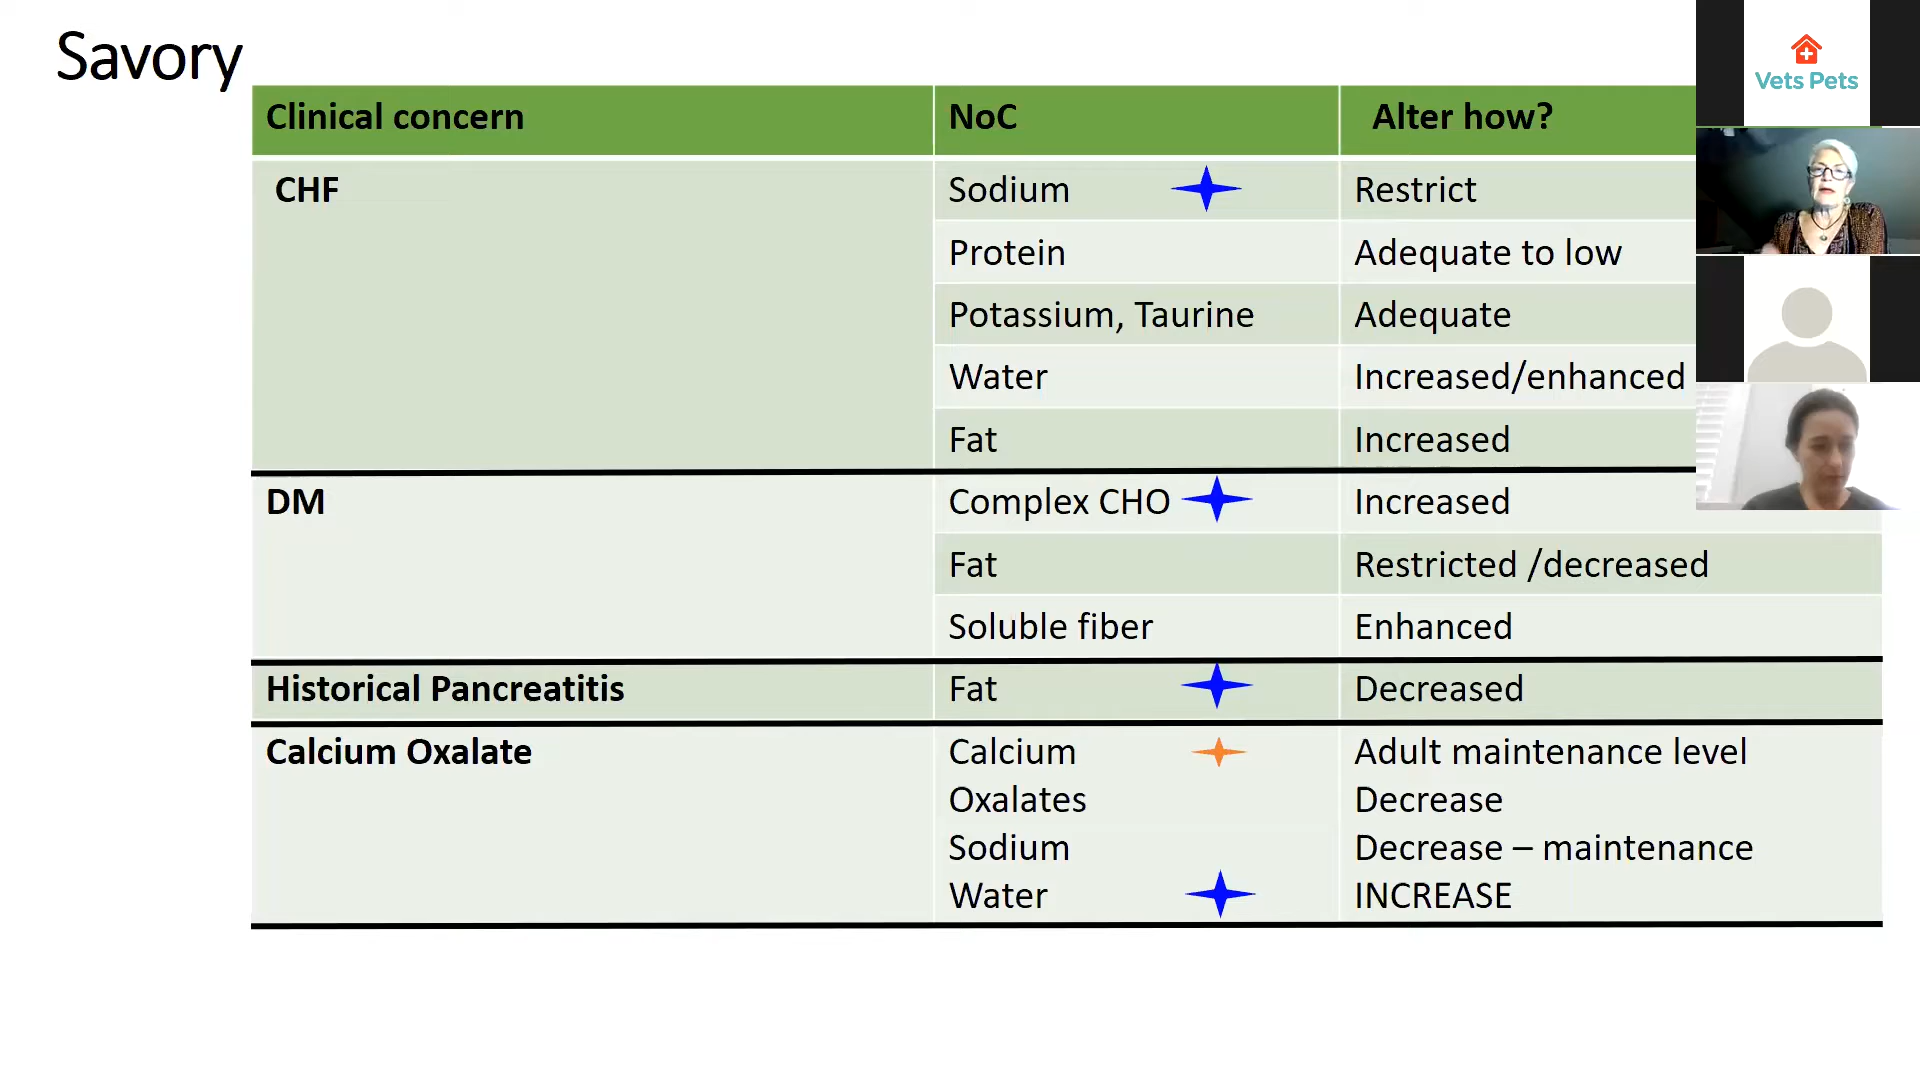 Savory
Vets Pets
Clinical concern NoC Alter how?
CHF Sodium Restrict
Protein Adequate to low
Potassium, Taurine Adequate
Water Increased/enhanced
Fat Increased
DM Complex CHO Increased
Fat Restricted /decreased
Soluble fiber Enhanced
Historical Pancreatitis Fat Decreased
Calcium Oxalate Calcium Adult maintenance level
Oxalates Decrease
Sodium Decrease – maintenance
Water INCREASE